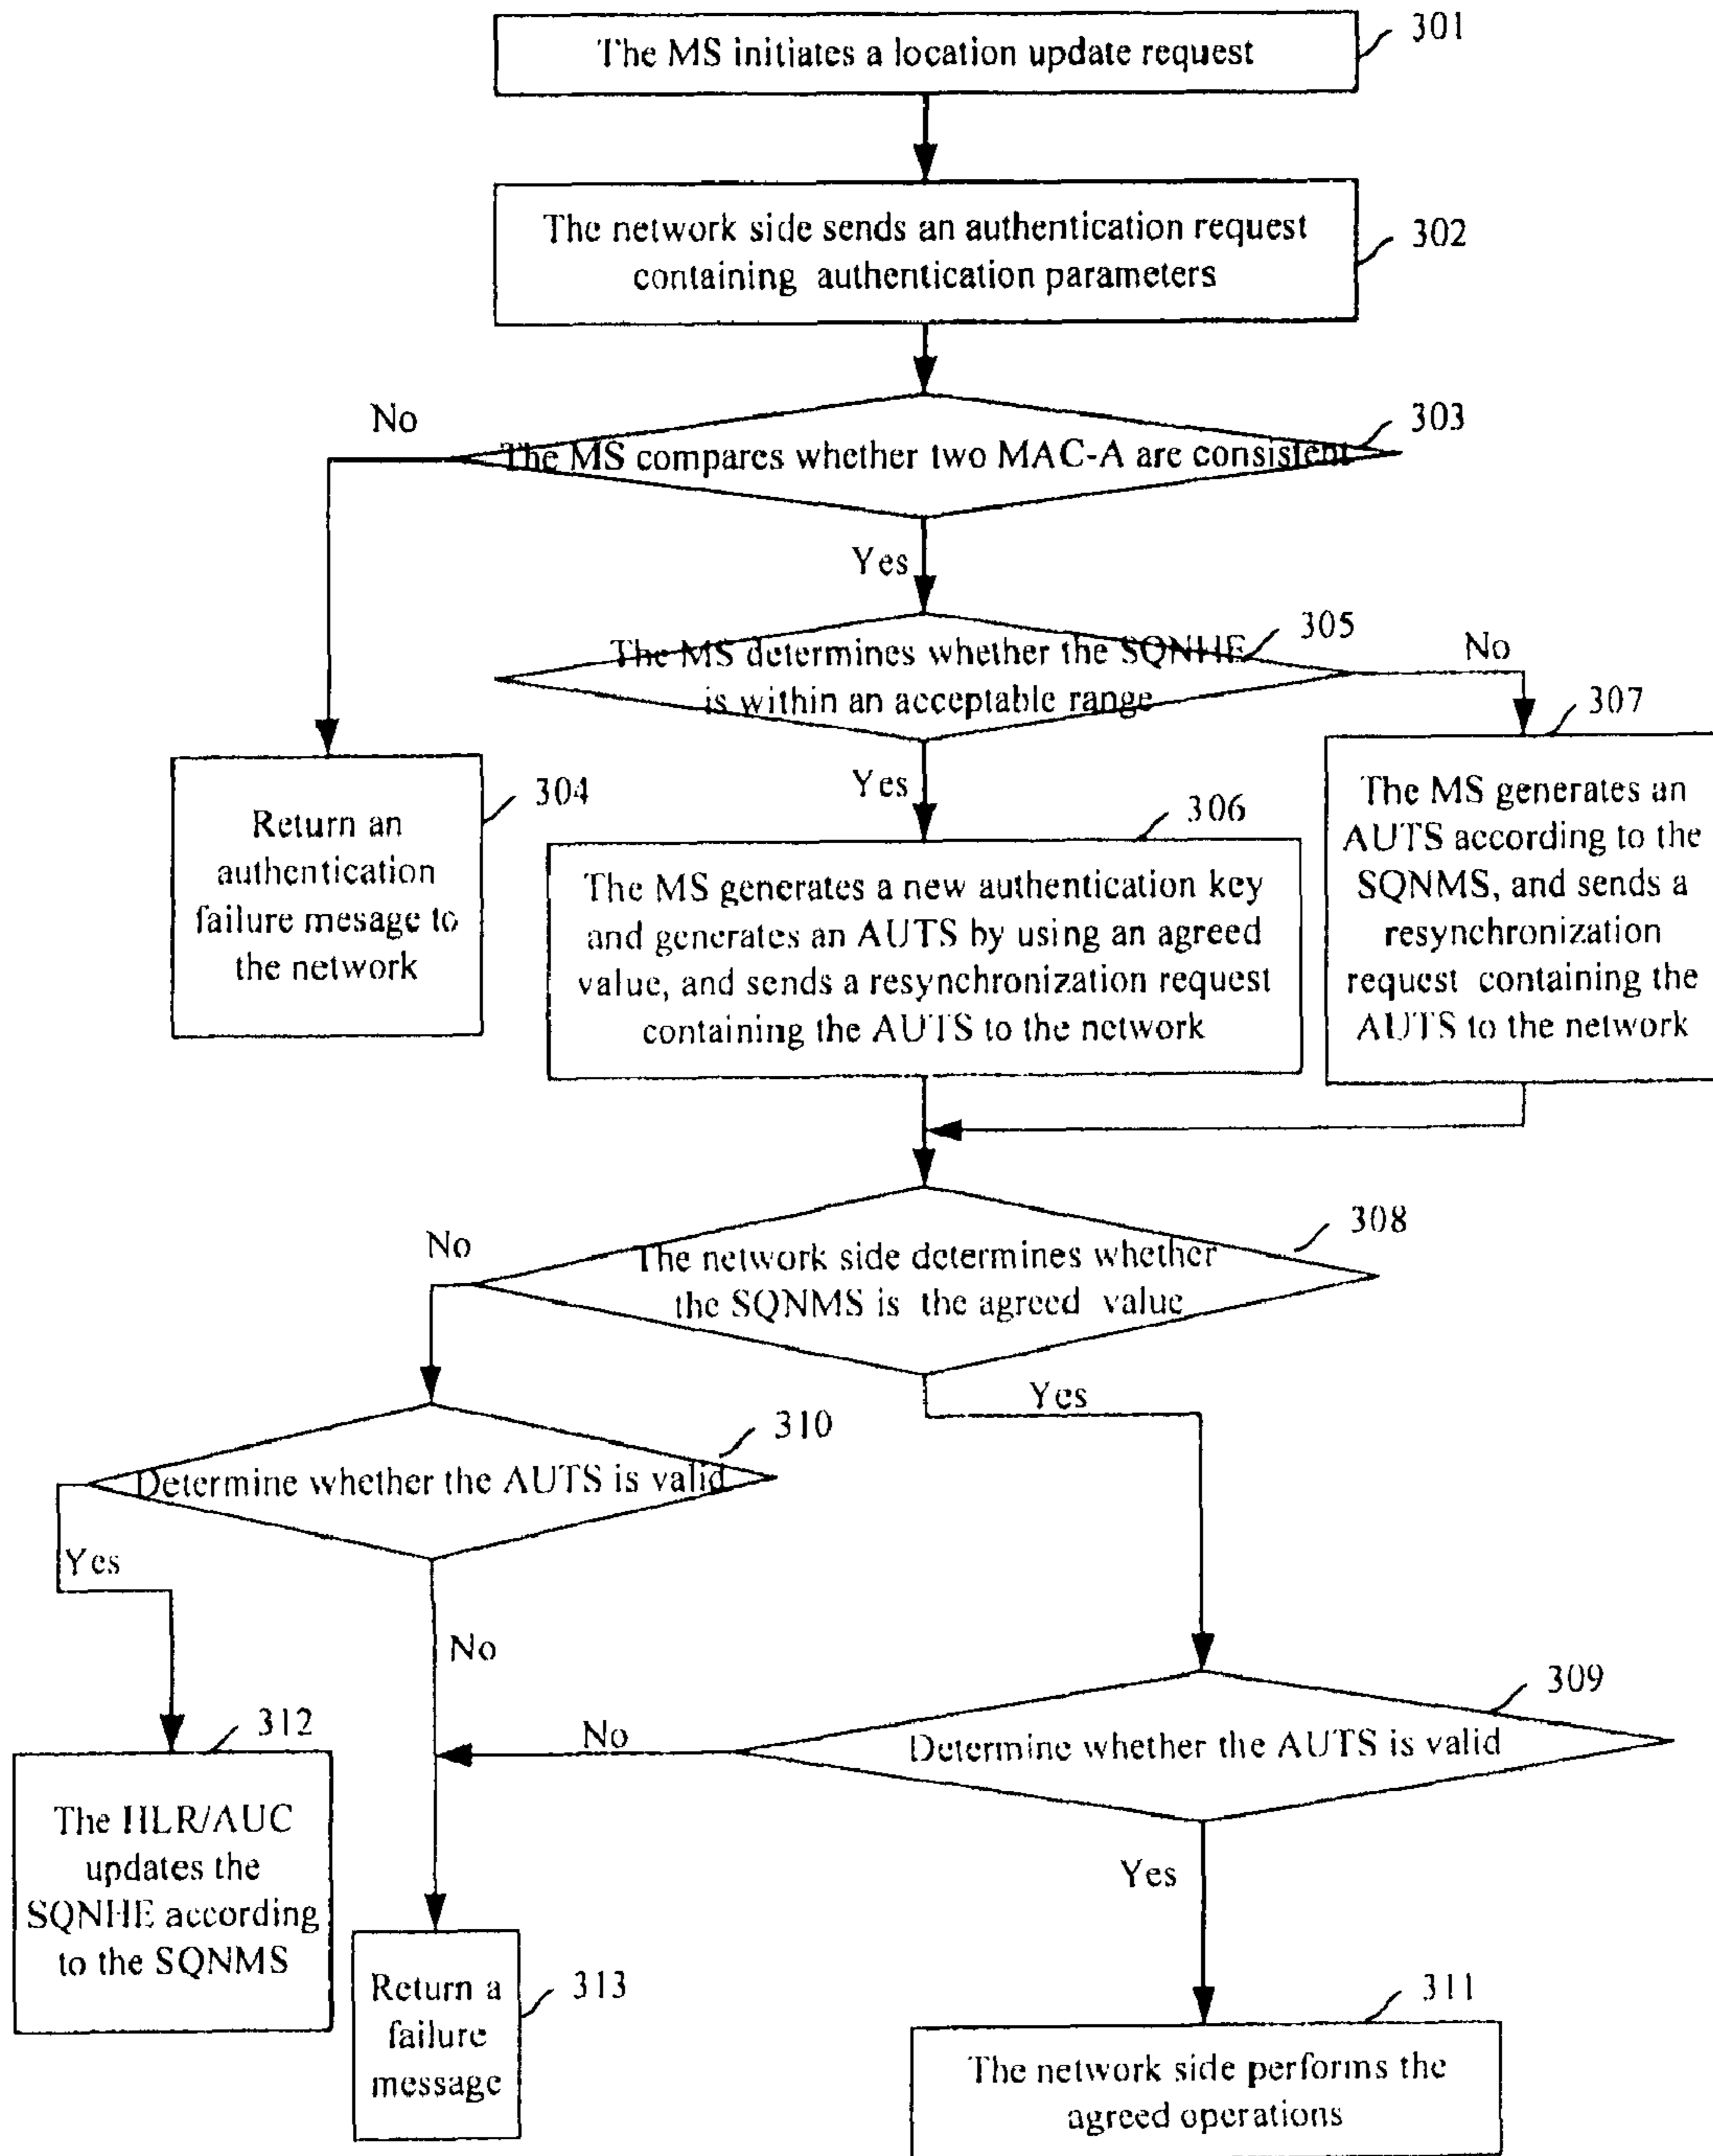 The MS initiates a location update request
301
The network side sends an authentication request
containing authentication parameters
302
No
The MS compares whether two MAC-A are consistent
303
Yes
The MS determines whether the SQNHE
is within an acceptable range
305
No
307
304
Return an
authentication
failure mesage to
the network
Yes
306
The MS generates a new authentication key
and generates an AUTS by using an agreed
value, and sends a resynchronization request
containing the AUTS to the network
The MS generates an
AUTS according to the
SQNMS, and sends a
resynchronization
request containing the
AUTS to the network
No
The network side determines whether
the SQNMS is the agreed value
308
Yes
310
Determine whether the AUTS is valid
Yes
No
309
No
Determine whether the AUTS is valid
312
The HLR/AUC
updates the
SQNHE according
to the SQNMS
Yes
Return a
failure
message
313
311
The network side performs the
agreed operations